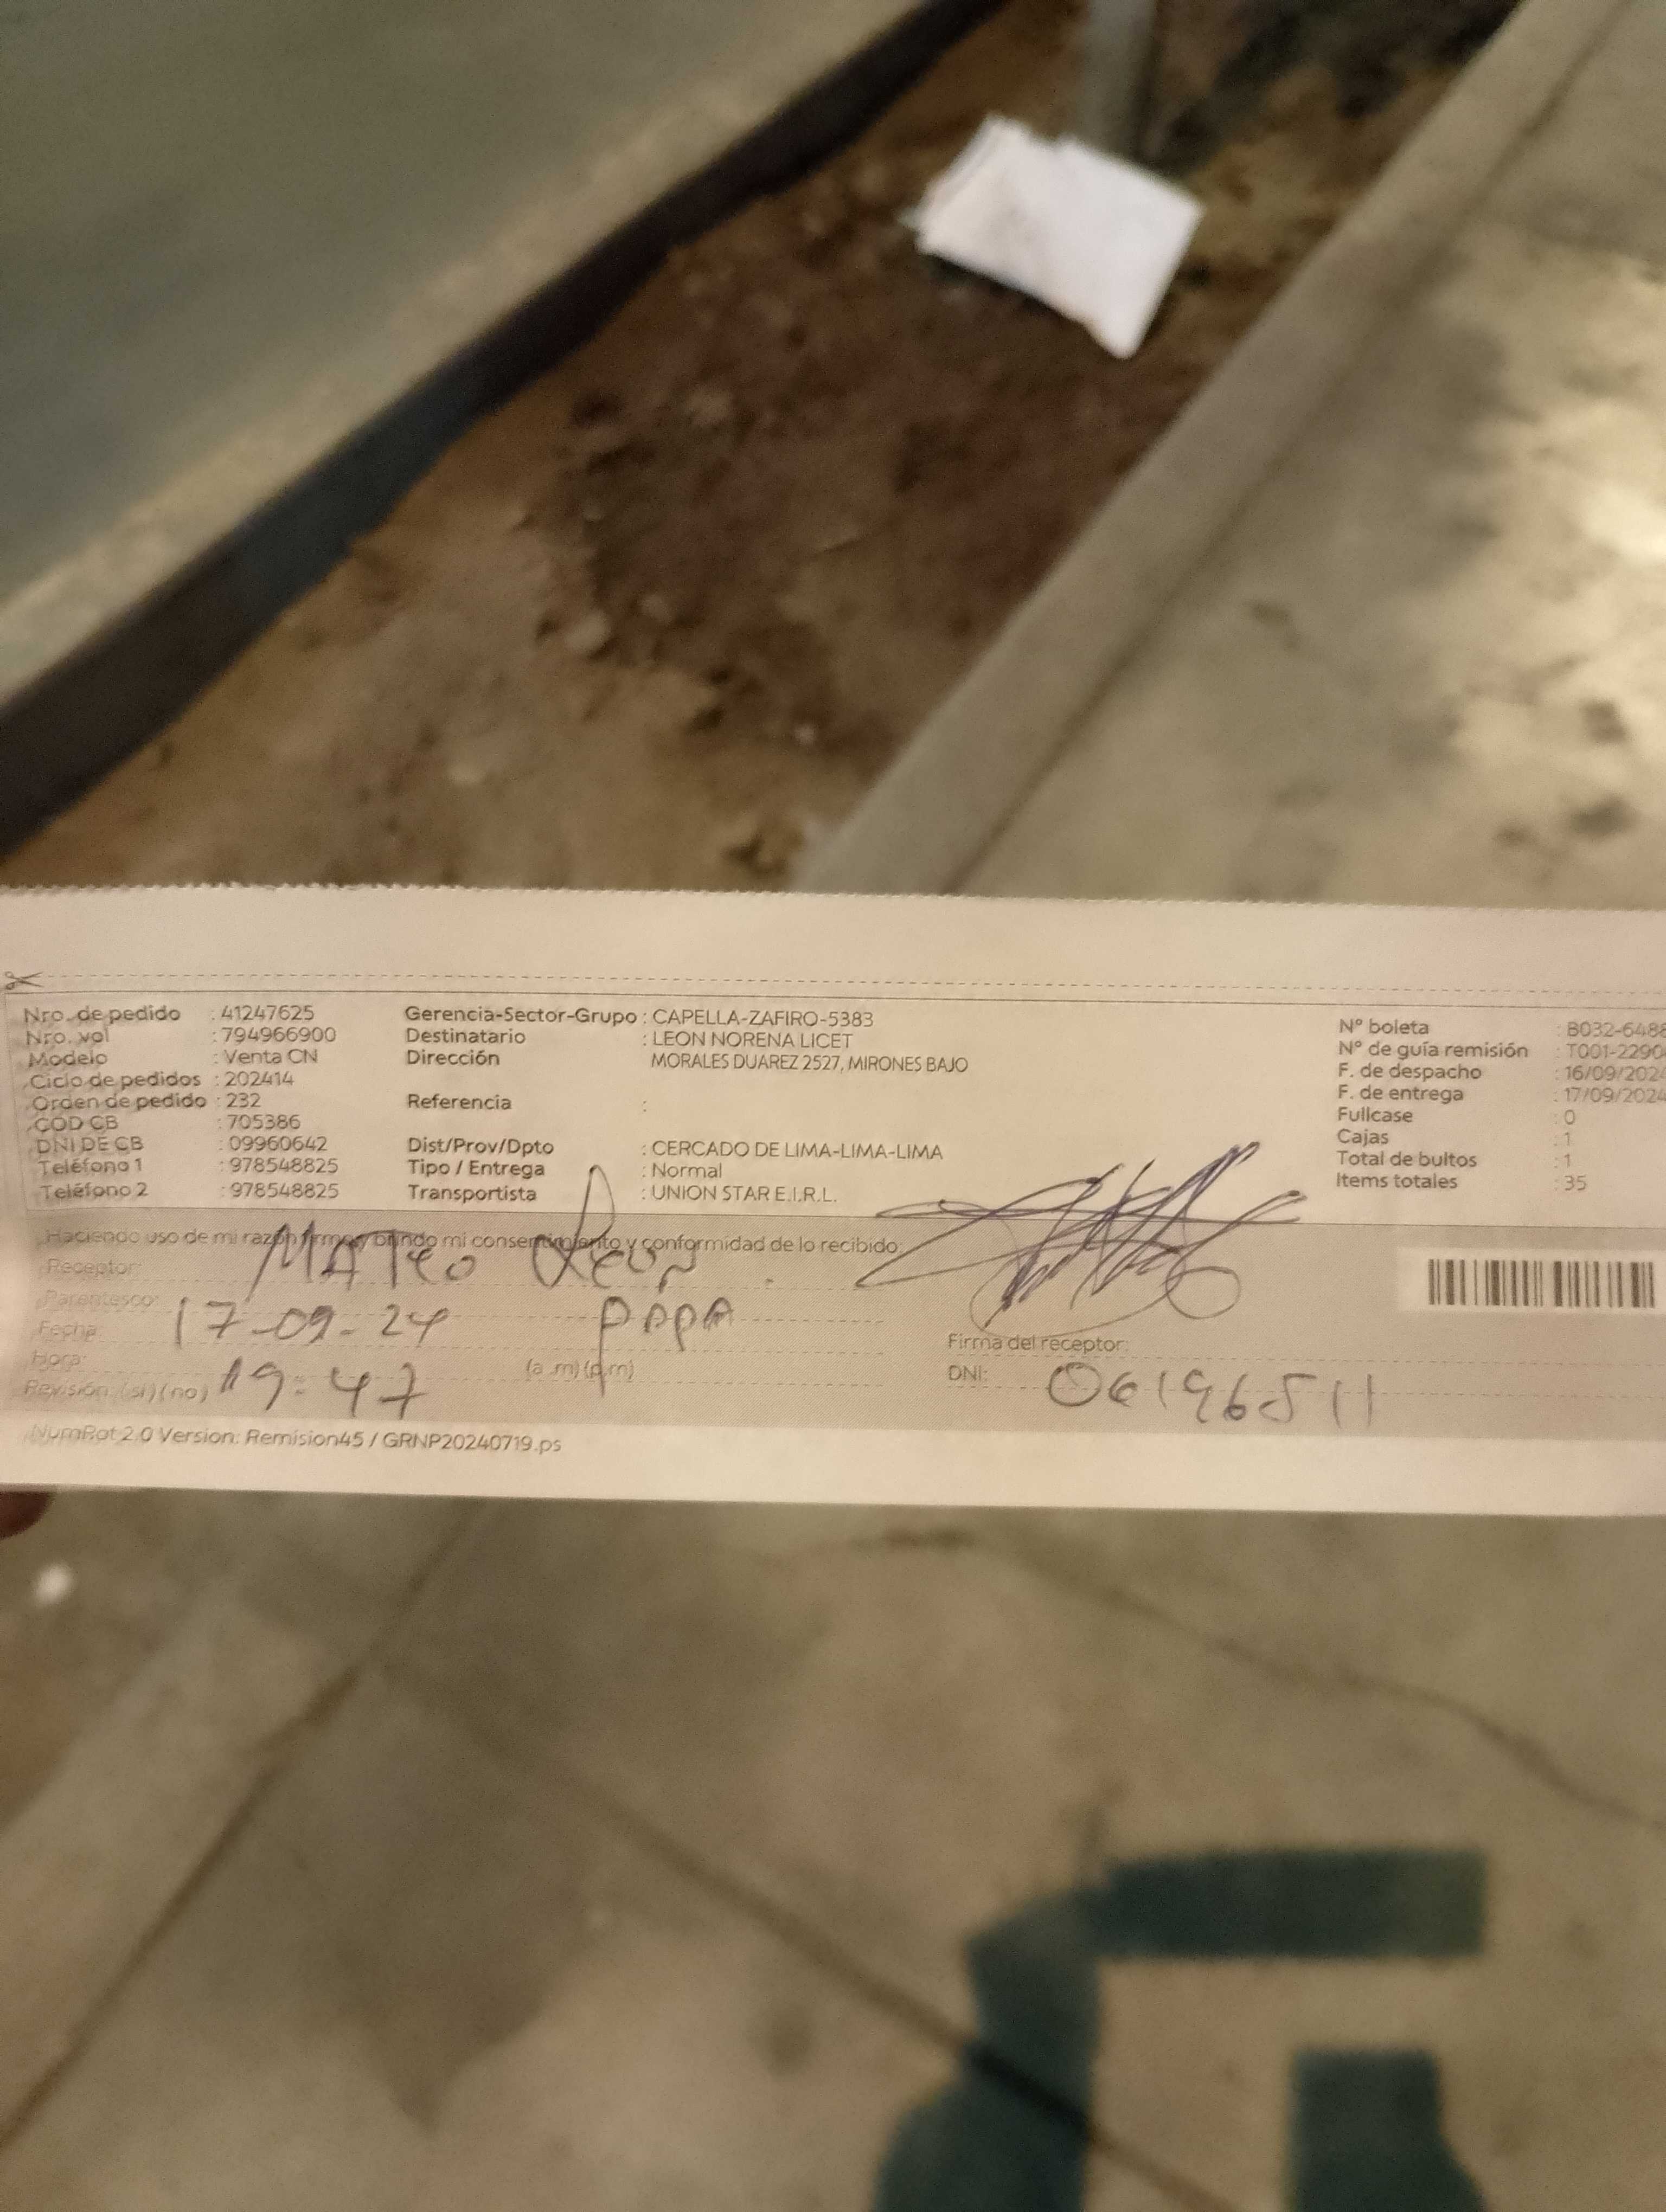 Nro. de pedido : 41247625
Nro. vol : 794966900
Modelo : Venta CN
Ciclo de pedidos : 202414
Orden de pedido : 232
COD CB : 705386
DNI DE CB : 09960642
Teléfono 1 : 978548825
Teléfono 2 : 978548825
Gerencia-Sector-Grupo : CAPELLA-ZAFIRO-5383
Destinatario : LEON NORENA LICET
Dirección MORALES DUAREZ 2527, MIRONES BAJO
Referencia :
Dist/Prov/Dpto : CERCADO DE LIMA-LIMA-LIMA
Tipo / Entrega : Normal
Transportista : UNION STAR E.I.R.L.
N° boleta : B032-6488
N° de guía remisión : T001-2290
F. de despacho : 16/09/2024
F. de entrega : 17/09/2024
Fullcase : 0
Cajas : 1
Total de bultos : 1
Items totales : 35
Haciendo uso de mi razón firmo y brindo mi consentimiento y conformidad de lo recibido
Receptor: MATeo Leon
Parentesco: PAPA
Fecha: 17-09-24
Hora: 19:47 (a.m) (p.m)
Revisión (si) (no)
Firma del receptor:
DNI: 06196511
NumRot 2.0 Version: Remision45 / GRNP20240719.ps